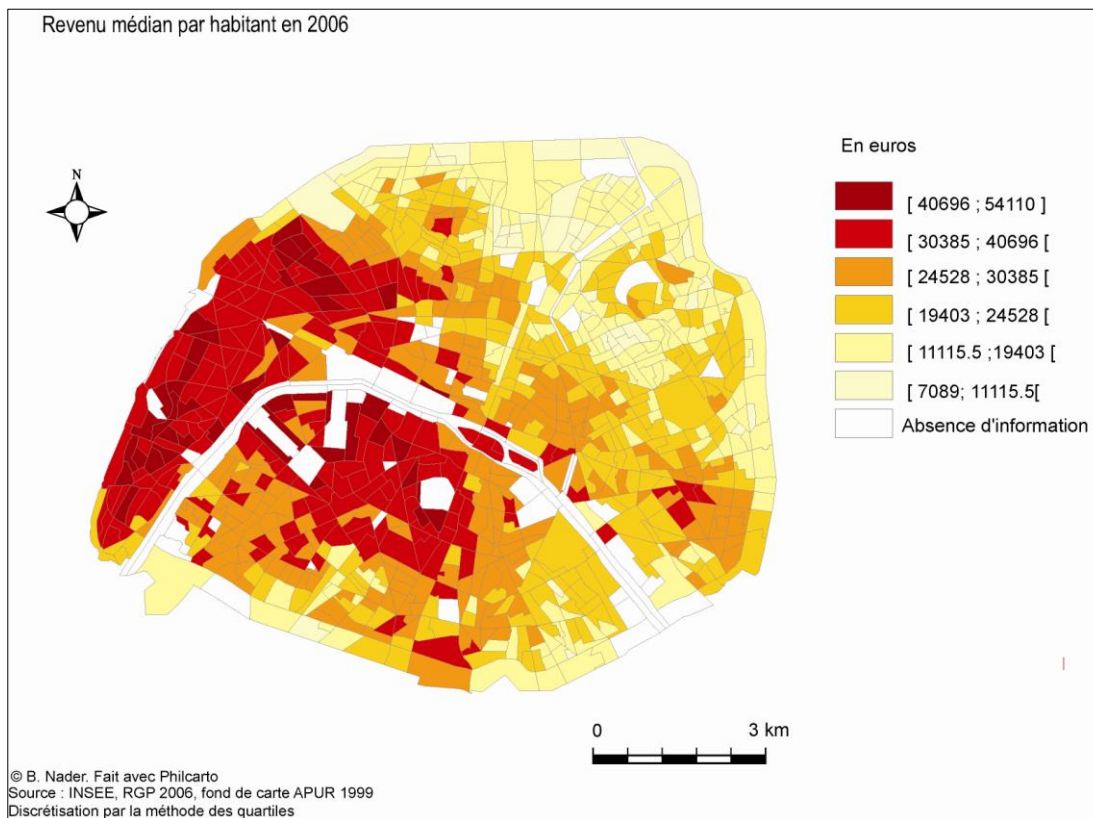 Revenu médian par habitant en 2006
N
En euros
[ 40696 ; 54110 ]
[ 30385 ; 40696 [
[ 24528 ; 30385 [
[ 19403 ; 24528 [
[ 11115.5 ;19403 [
[ 7089; 11115.5[
Absence d'information
0 3 km
© B. Nader. Fait avec Philcarto
Source : INSEE, RGP 2006, fond de carte APUR 1999
Discrétisation par la méthode des quartiles